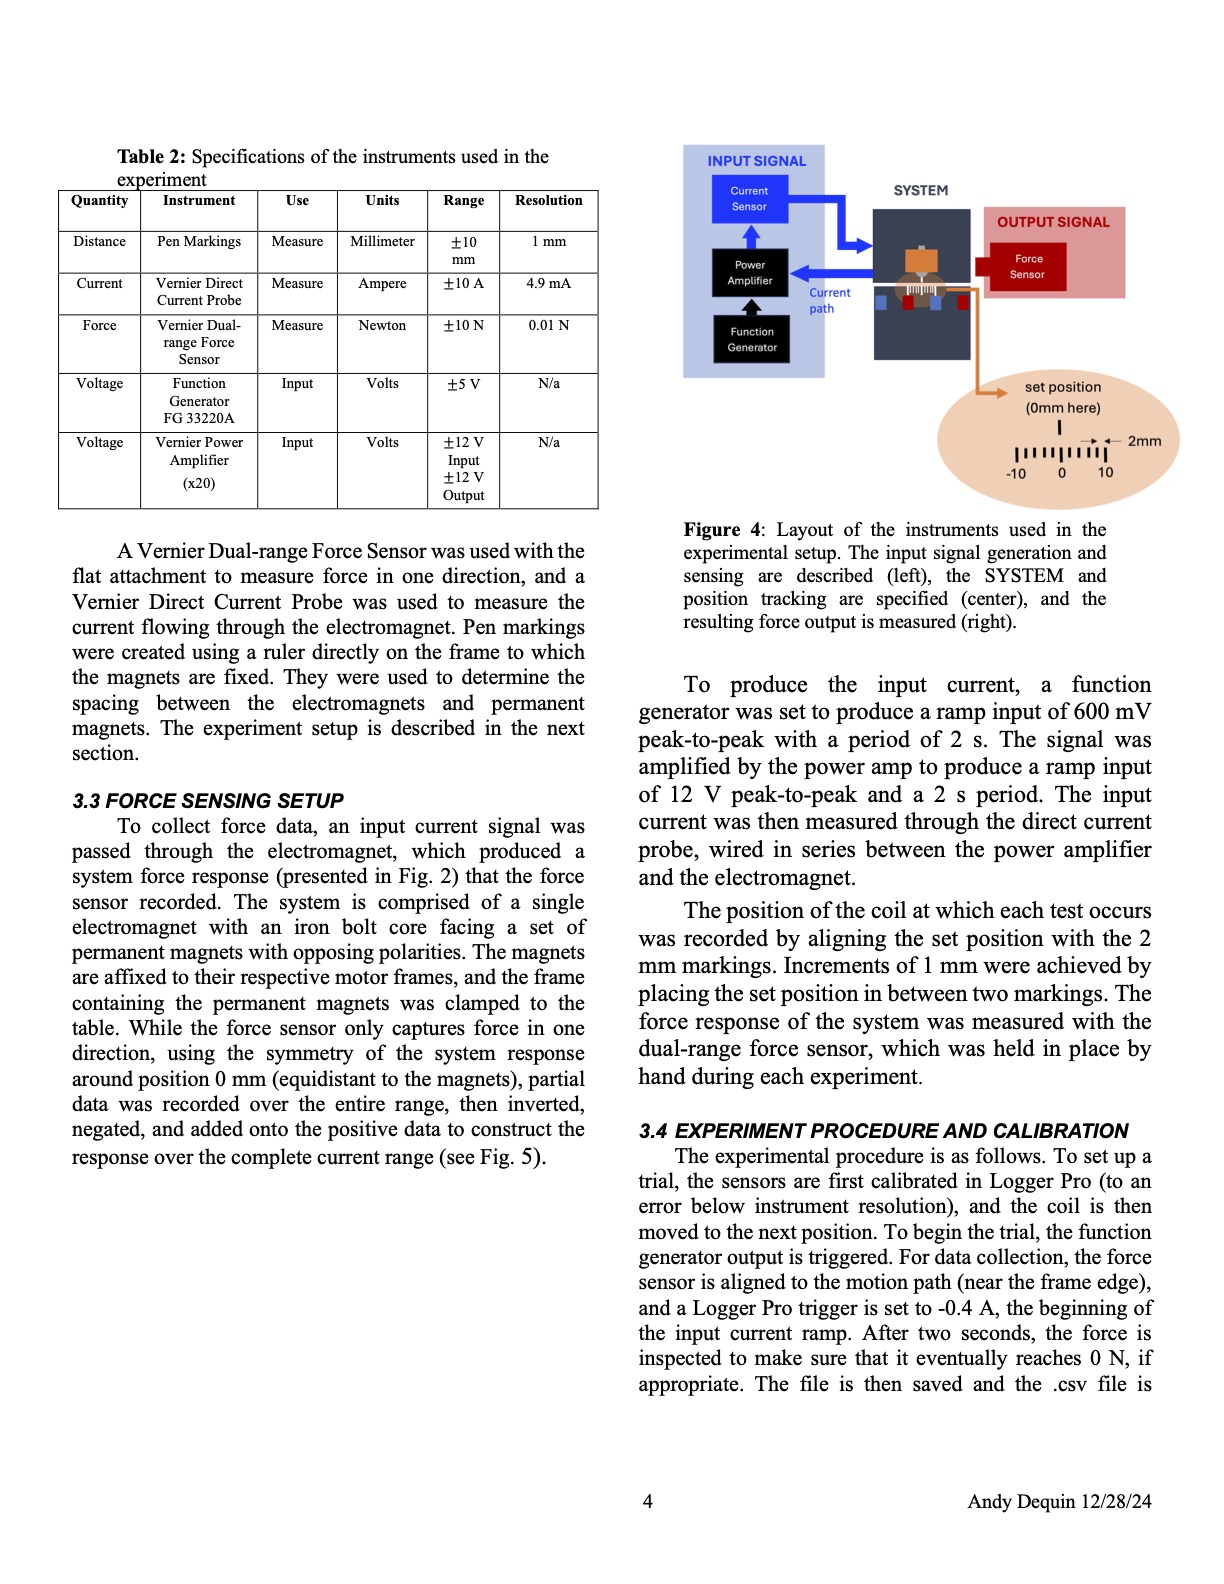 Table 2: Specifications of the instruments used in the
experiment
Quantity Instrument Use Units Range Resolution
Distance Pen Markings Measure Millimeter ±10 mm 1 mm
Current Vernier Direct Current Probe Measure Ampere ±10 A 4.9 mA
Force Vernier Dual-range Force Sensor Measure Newton ±10 N 0.01 N
Voltage Function Generator FG 33220A Input Volts ±5 V N/a
Voltage Vernier Power Amplifier (x20) Input Volts ±12 V Input ±12 V Output N/a
A Vernier Dual-range Force Sensor was used with the
flat attachment to measure force in one direction, and a
Vernier Direct Current Probe was used to measure the
current flowing through the electromagnet. Pen markings
were created using a ruler directly on the frame to which
the magnets are fixed. They were used to determine the
spacing between the electromagnets and permanent
magnets. The experiment setup is described in the next
section.
3.3 FORCE SENSING SETUP
To collect force data, an input current signal was
passed through the electromagnet, which produced a
system force response (presented in Fig. 2) that the force
sensor recorded. The system is comprised of a single
electromagnet with an iron bolt core facing a set of
permanent magnets with opposing polarities. The magnets
are affixed to their respective motor frames, and the frame
containing the permanent magnets was clamped to the
table. While the force sensor only captures force in one
direction, using the symmetry of the system response
around position 0 mm (equidistant to the magnets), partial
data was recorded over the entire range, then inverted,
negated, and added onto the positive data to construct the
response over the complete current range (see Fig. 5).
INPUT SIGNAL
Current
Sensor
Power
Amplifier
Function
Generator
Current
path
SYSTEM
OUTPUT SIGNAL
Force
Sensor
set position
(0mm here)
2mm
-10 0 10
Figure 4: Layout of the instruments used in the
experimental setup. The input signal generation and
sensing are described (left), the SYSTEM and
position tracking are specified (center), and the
resulting force output is measured (right).
To produce the input current, a function
generator was set to produce a ramp input of 600 mV
peak-to-peak with a period of 2 s. The signal was
amplified by the power amp to produce a ramp input
of 12 V peak-to-peak and a 2 s period. The input
current was then measured through the direct current
probe, wired in series between the power amplifier
and the electromagnet.
The position of the coil at which each test occurs
was recorded by aligning the set position with the 2
mm markings. Increments of 1 mm were achieved by
placing the set position in between two markings. The
force response of the system was measured with the
dual-range force sensor, which was held in place by
hand during each experiment.
3.4 EXPERIMENT PROCEDURE AND CALIBRATION
The experimental procedure is as follows. To set up a
trial, the sensors are first calibrated in Logger Pro (to an
error below instrument resolution), and the coil is then
moved to the next position. To begin the trial, the function
generator output is triggered. For data collection, the force
sensor is aligned to the motion path (near the frame edge),
and a Logger Pro trigger is set to -0.4 A, the beginning of
the input current ramp. After two seconds, the force is
inspected to make sure that it eventually reaches 0 N, if
appropriate. The file is then saved and the .csv file is
4 Andy Dequin 12/28/24